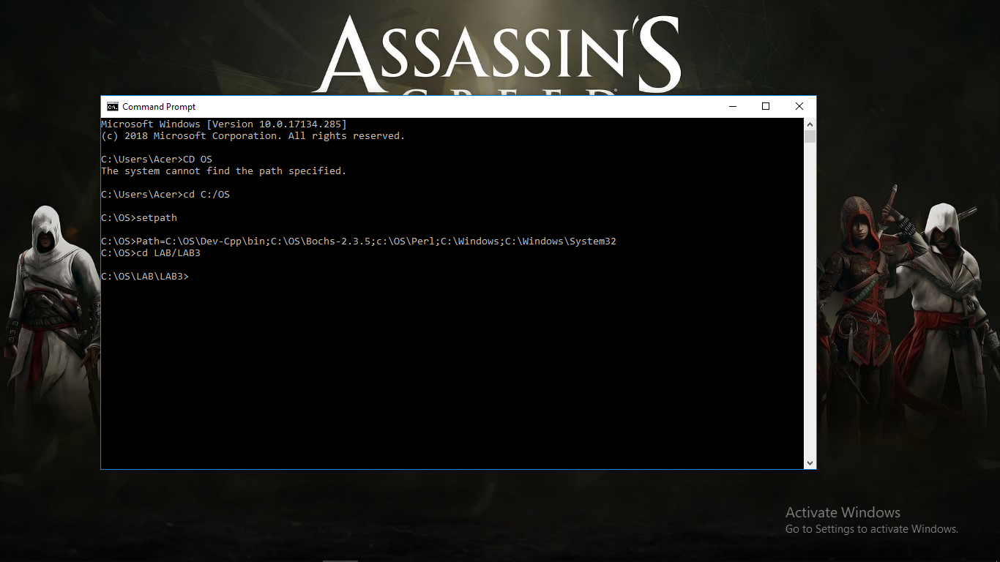 ASSASSIN'S
CREED
Command Prompt
Microsoft Windows [Version 10.0.17134.285]
(c) 2018 Microsoft Corporation. All rights reserved.
C:\Users\Acer>CD OS
The system cannot find the path specified.
C:\Users\Acer>cd C:/OS
C:\OS>setpath
C:\OS>Path=C:\OS\Dev-Cpp\bin;C:\OS\Bochs-2.3.5;c:\OS\Perl;C:\Windows;C:\Windows\System32
C:\OS>cd LAB/LAB3
C:\OS\LAB\LAB3>
Activate Windows
Go to Settings to activate Windows.